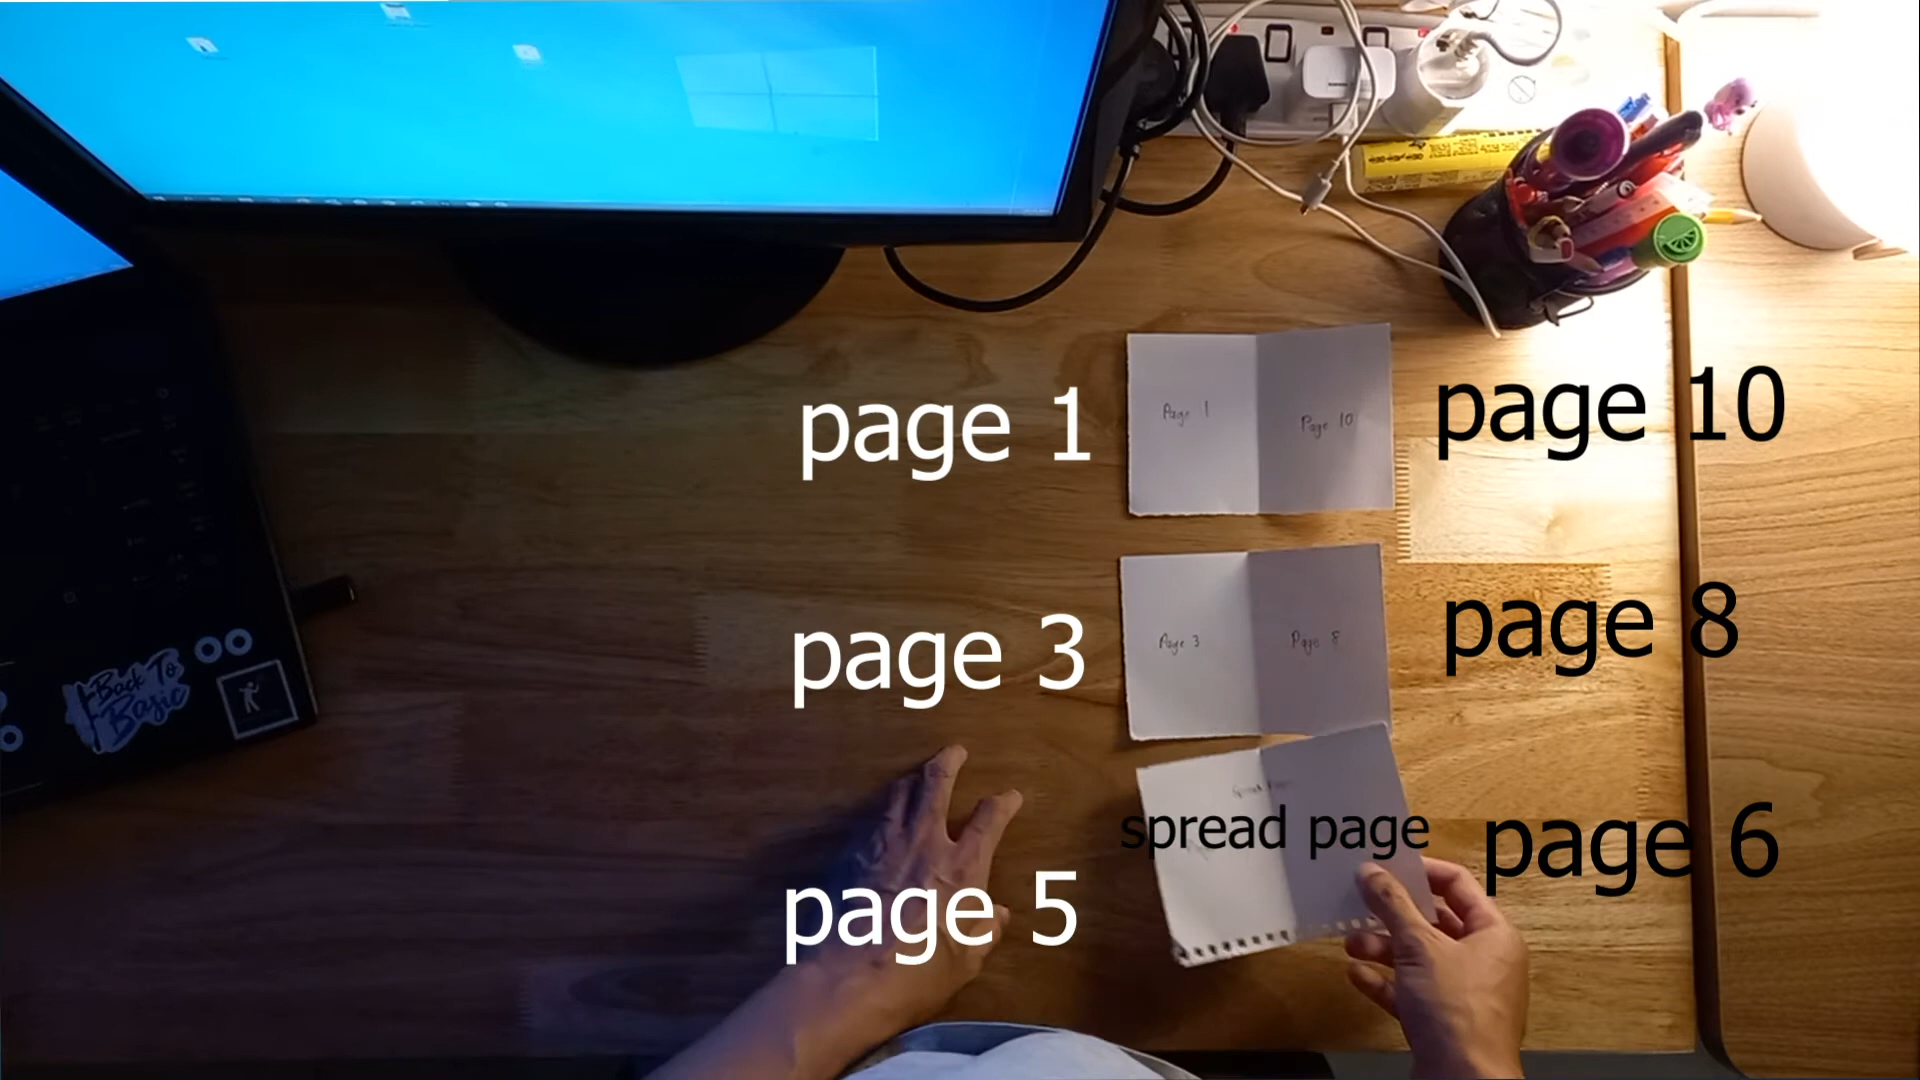 page 1
Page 1
Page 10
page 10
page 3
Page 3
Page 8
page 8
spread page
page 6
page 5
Back To
Basic